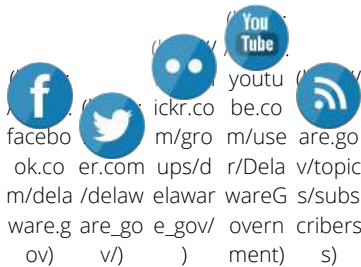 facebo
ok.co
m/dela
ware.g
ov)
er.com
/delaw
are_go
v/)
ickr.co
m/gro
ups/d
elawar
e_gov/
)
You
Tube
youtu
be.co
m/use
r/Dela
wareG
overn
ment)
are.go
v/topic
s/subs
cribers
s)